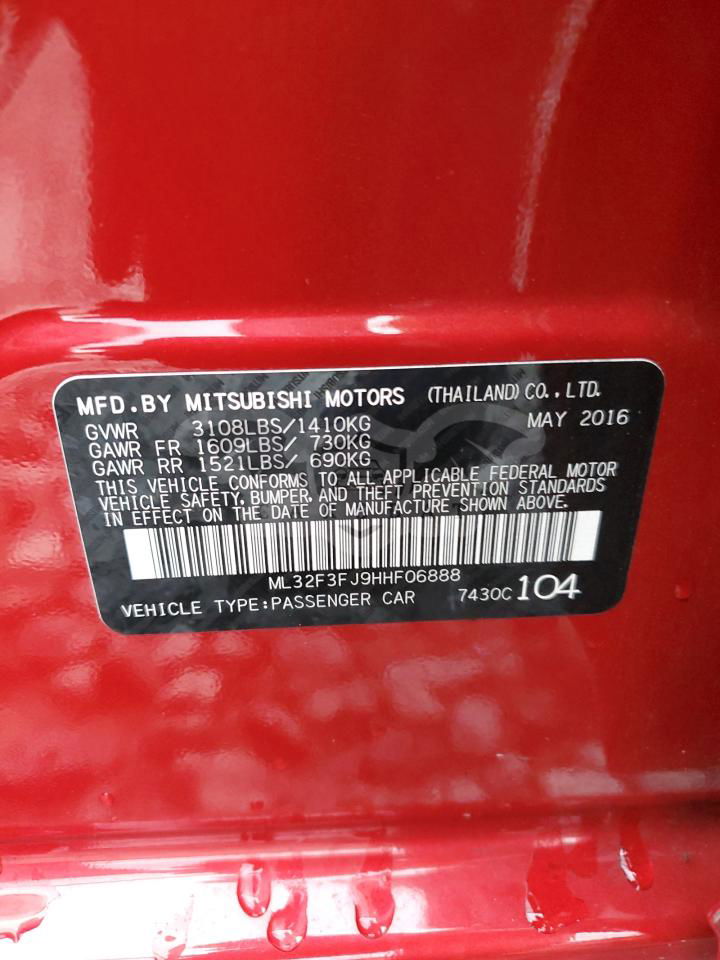 MFD.BY MITSUBISHI MOTORS (THAILAND) CO.,LTD.
GVWR 3108LBS/1410KG MAY 2016
GAWR FR 1609LBS/ 730KG
GAWR RR 1521LBS/ 690KG
THIS VEHICLE CONFORMS TO ALL APPLICABLE FEDERAL MOTOR
VEHICLE SAFETY, BUMPER, AND THEFT PREVENTION STANDARDS
IN EFFECT ON THE DATE OF MANUFACTURE SHOWN ABOVE.
ML32F3FJ9HHF06888
VEHICLE TYPE:PASSENGER CAR 7430C 104